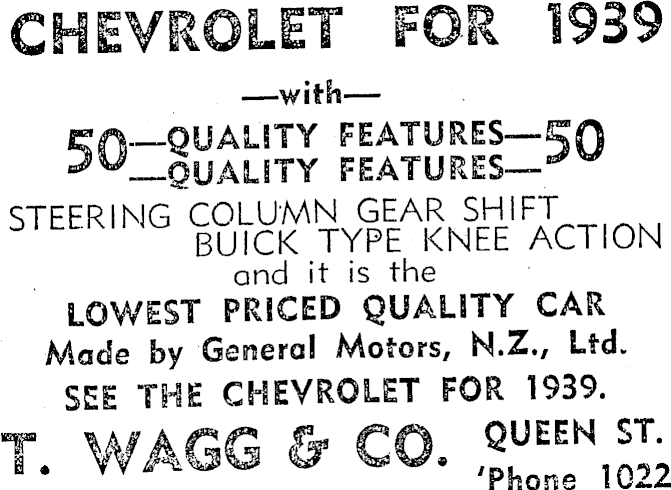 CHEVROLET FOR 1939
—with—
50—QUALITY FEATURES—50
—QUALITY FEATURES—
STEERING COLUMN GEAR SHIFT
BUICK TYPE KNEE ACTION
and it is the
LOWEST PRICED QUALITY CAR
Made by General Motors, N.Z., Ltd.
SEE THE CHEVROLET FOR 1939.
T. WAGG & CO. QUEEN ST.
'Phone 1022